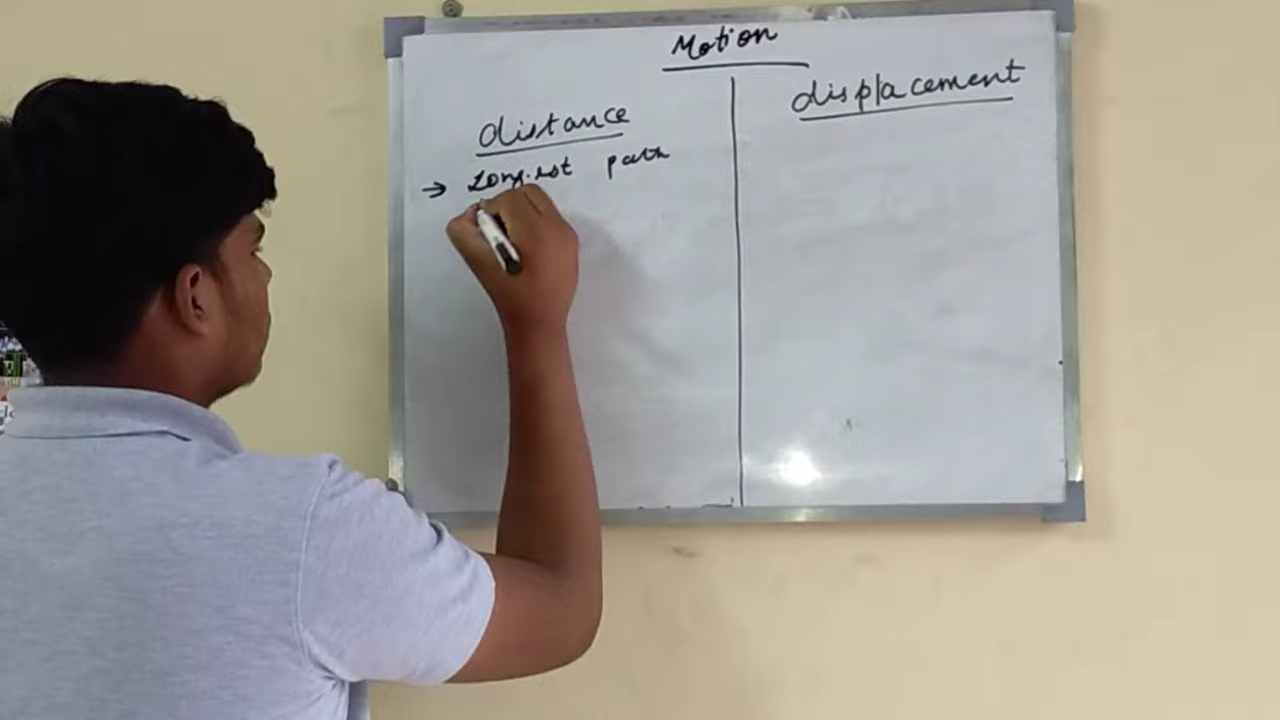 Motion
distance
displacement
→ Longest path